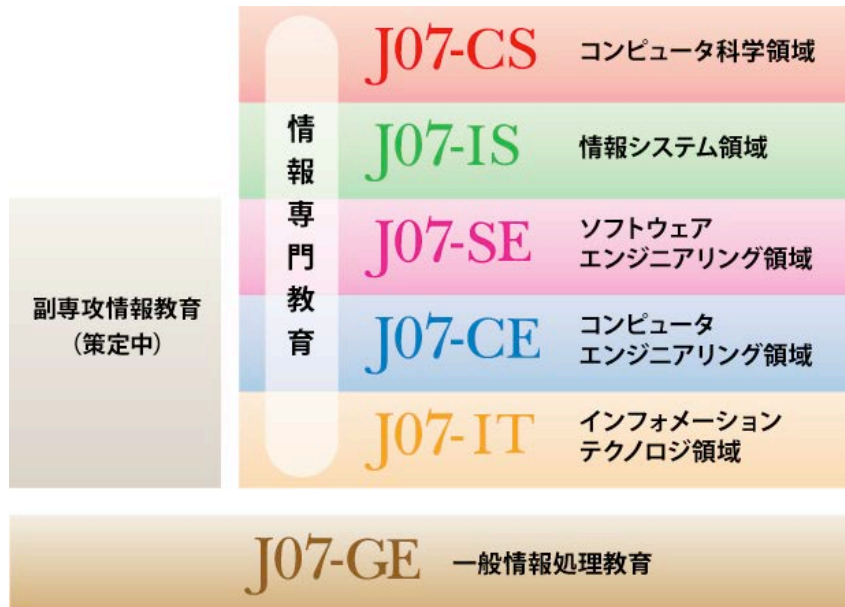 情報専門教育
J07-CS
コンピュータ科学領域
J07-IS
情報システム領域
J07-SE
ソフトウェア
エンジニアリング領域
J07-CE
コンピュータ
エンジニアリング領域
J07-IT
インフォメーション
テクノロジ領域
副専攻情報教育
(策定中)
J07-GE
一般情報処理教育